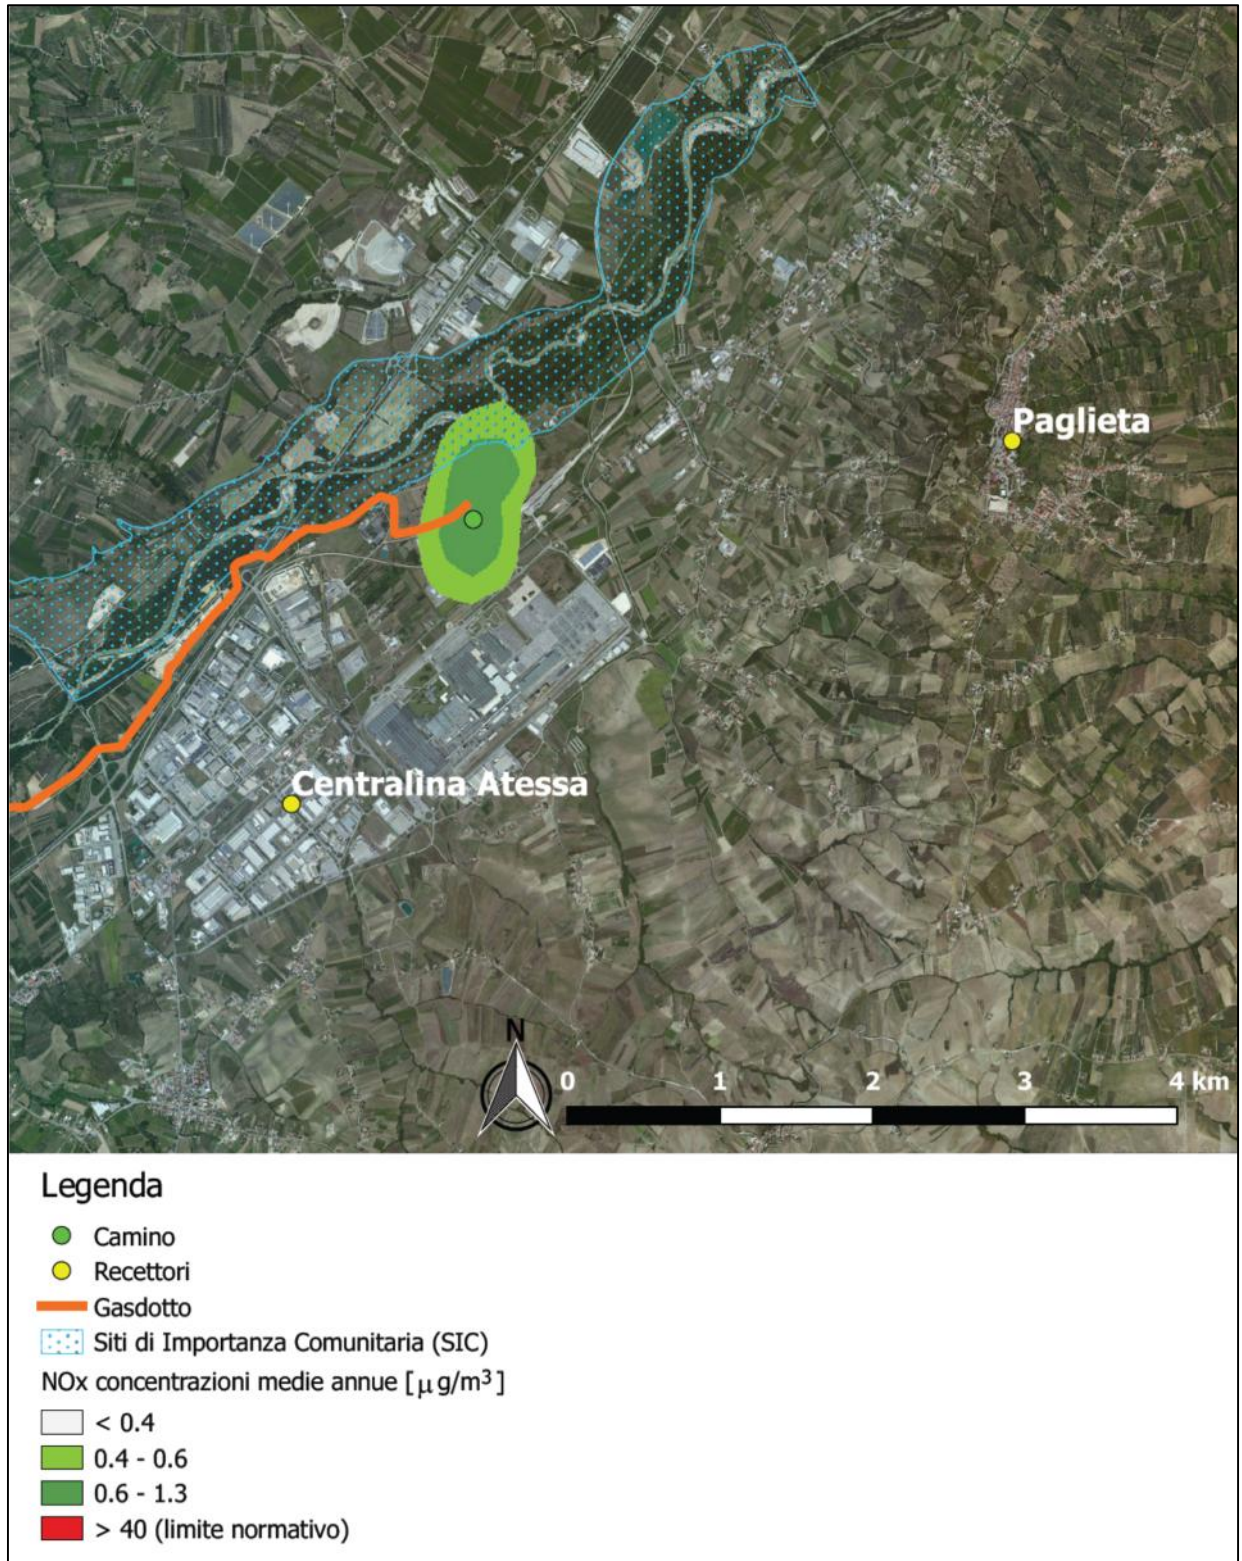 Paglieta
Centralina Atessa
N
0 1 2 3 4 km
Legenda
Camino
Recettori
Gasdotto
Siti di Importanza Comunitaria (SIC)
NOx concentrazioni medie annue [μg/m³]
< 0.4
0.4 - 0.6
0.6 - 1.3
> 40 (limite normativo)